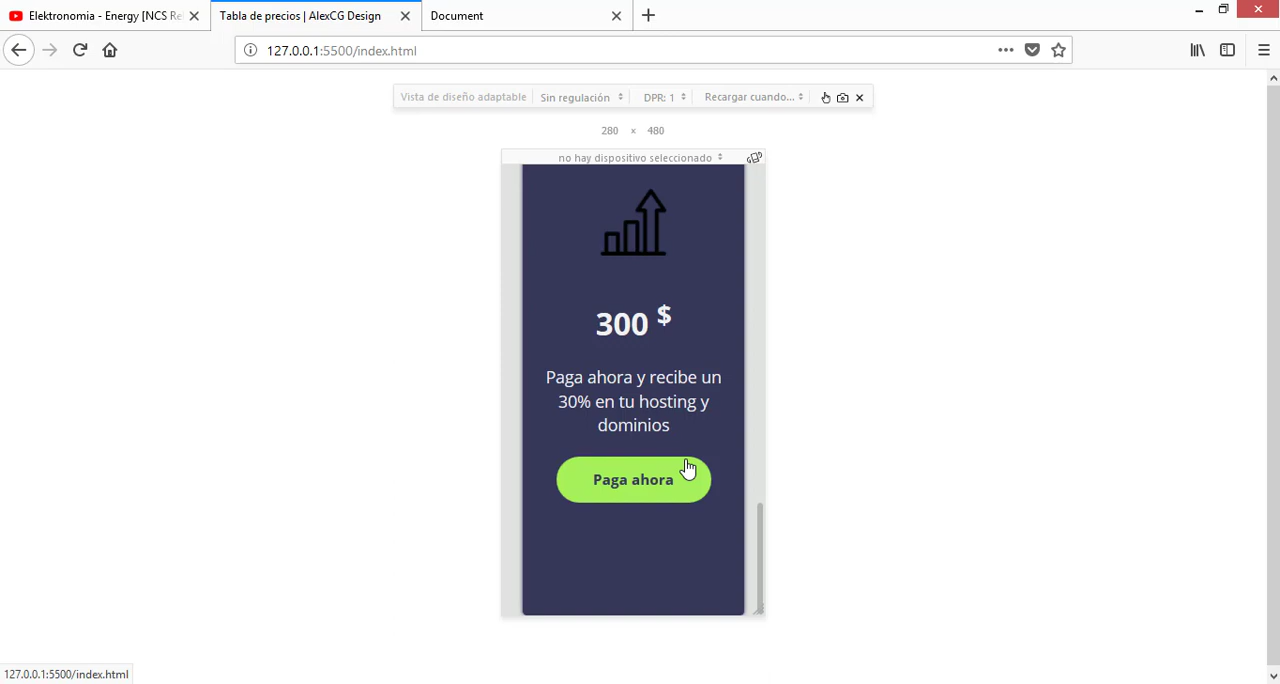 Elektronomia - Energy [NCS Re
Tabla de precios | AlexCG Design
Document
127.0.0.1:5500/index.html
Vista de diseño adaptable
Sin regulación
DPR: 1
Recargar cuando...
280 × 480
no hay dispositivo seleccionado
300 $
Paga ahora y recibe un
30% en tu hosting y
dominios
Paga ahora
127.0.0.1:5500/index.html